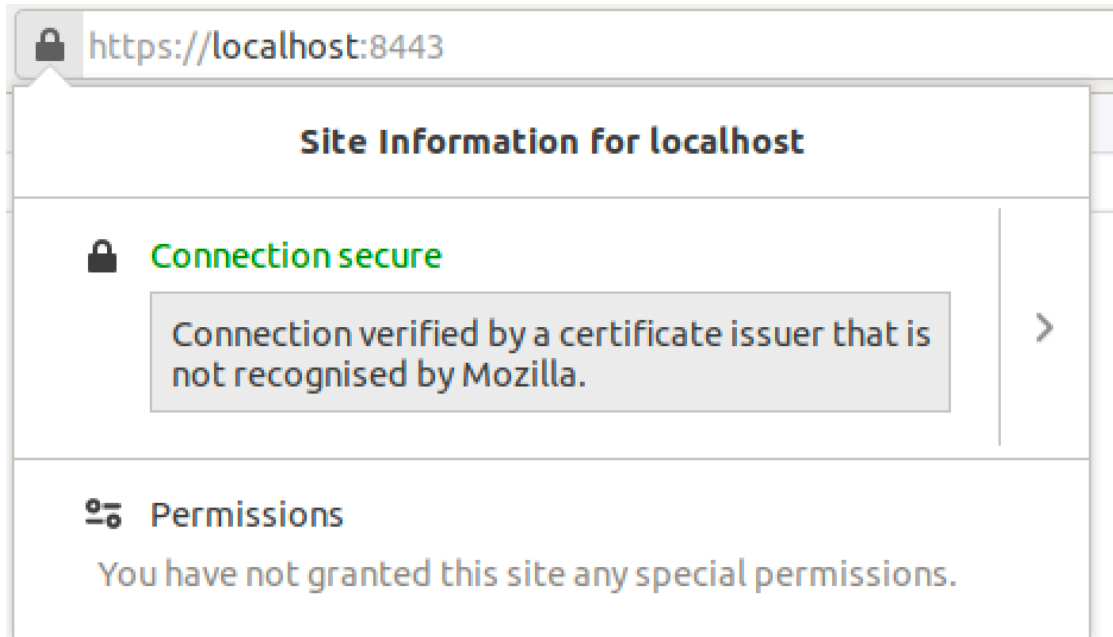 https://localhost:8443
Site Information for localhost
Connection secure
Connection verified by a certificate issuer that is
not recognised by Mozilla.
Permissions
You have not granted this site any special permissions.